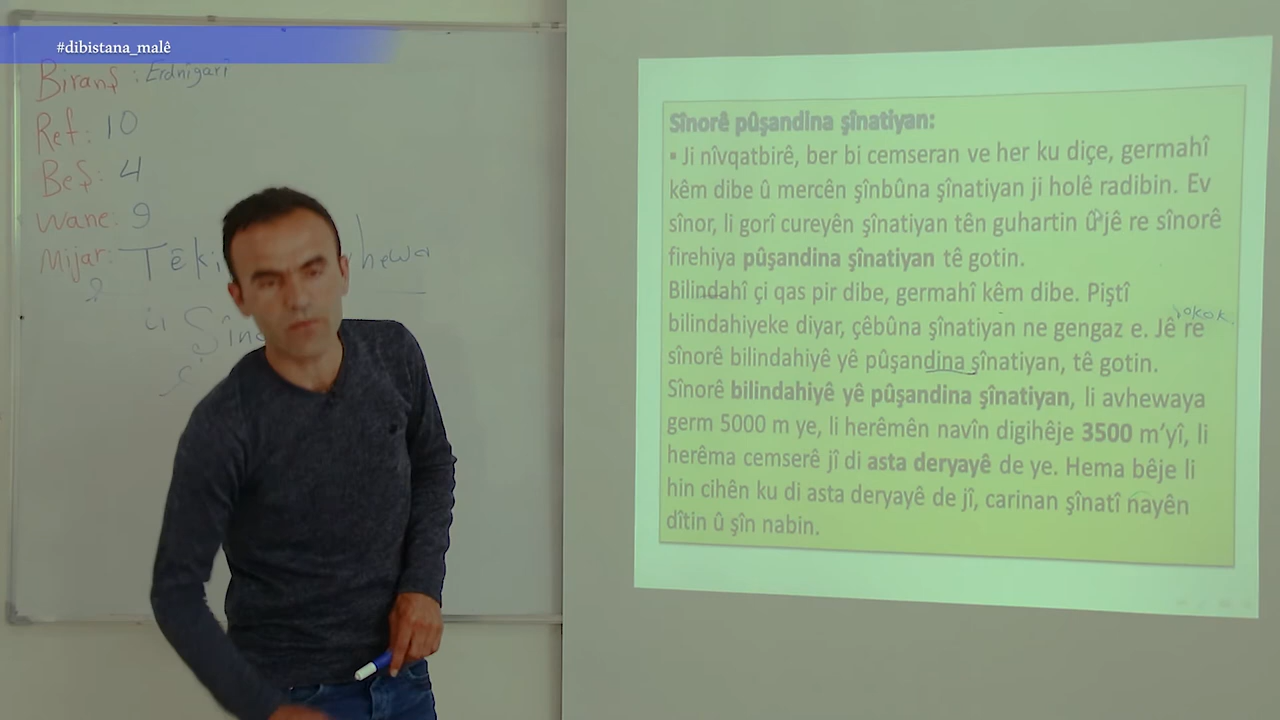 #dibistana_malê
Biranş : Erdnîgarî
Ref: 10
Beş: 4
Wane: 9
Mijar:
hewa
û
Sînorê pûşandina şînatiyan:
▪ Ji nîvqatbirê, ber bi cemseran ve her ku diçe, germahî
kêm dibe û mercên şînbûna şînatiyan ji holê radibin. Ev
sînor, li gorî cureyên şînatiyan tên guhartin û jê re sînorê
firehiya pûşandina şînatiyan tê gotin.
Bilindahî çi qas pir dibe, germahî kêm dibe. Piştî
bilindahiyeke diyar, çêbûna şînatiyan ne gengaz e. Jê re
sînorê bilindahiyê yê pûşandina şînatiyan, tê gotin.
Sînorê bilindahiyê yê pûşandina şînatiyan, li avhewaya
germ 5000 m ye, li herêmên navîn digihêje 3500 m'yî, li
herêma cemserê jî di asta deryayê de ye. Hema bêje li
hin cihên ku di asta deryayê de jî, carinan şînatî nayên
dîtin û şîn nabin.